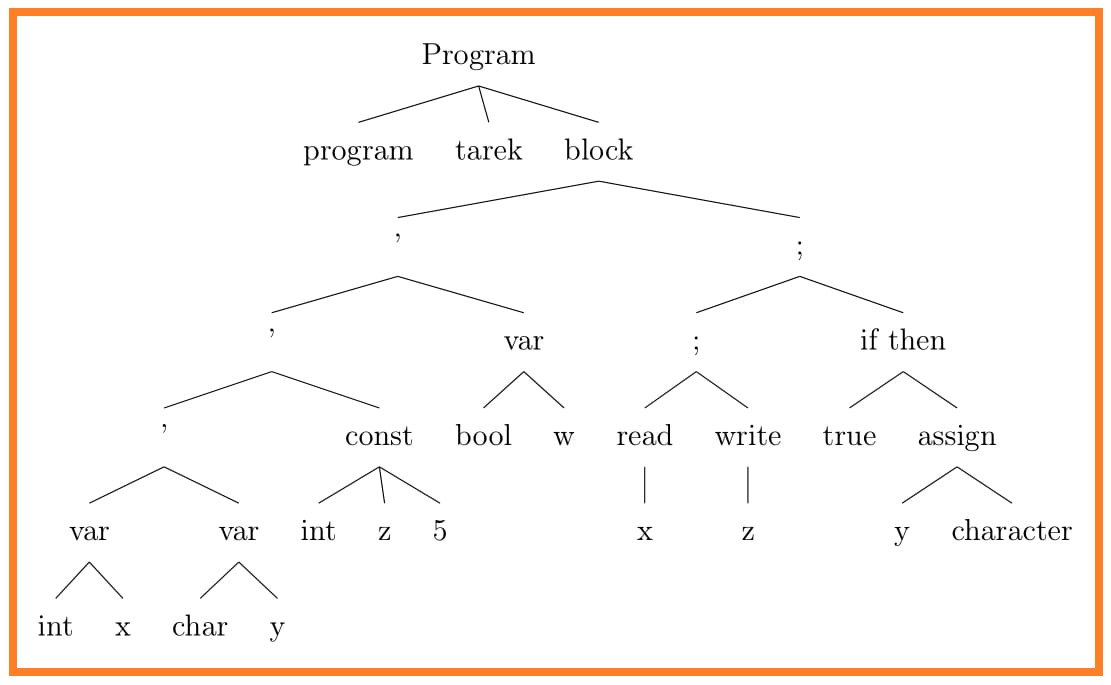 Program
program tarek block
, ;
, var ; if then
, const bool w read write true assign
var var int z 5 x z y character
int x char y